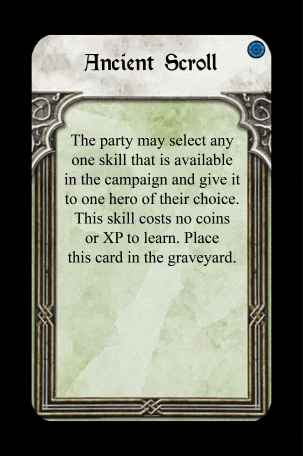 Ancient Scroll
The party may select any
one skill that is available
in the campaign and give it
to one hero of their choice.
This skill costs no coins
or XP to learn. Place
this card in the graveyard.